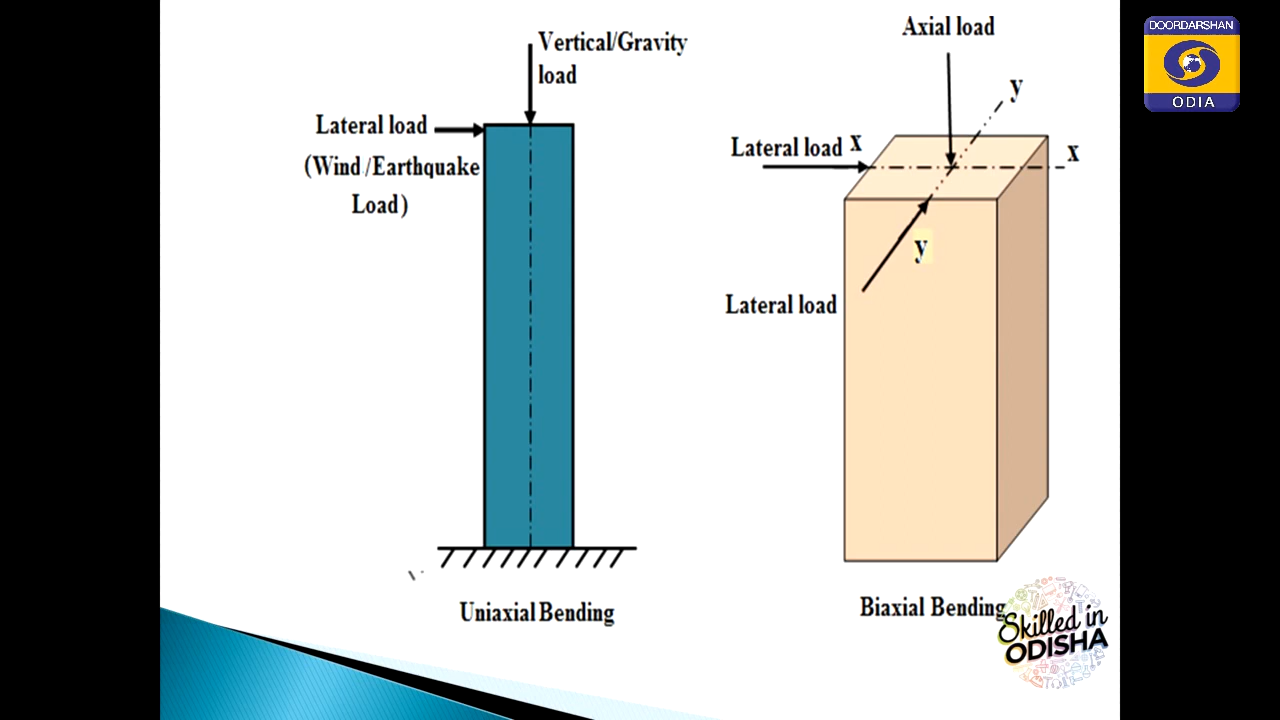 Vertical/Gravity
load
Lateral load
(Wind /Earthquake
Load)
Uniaxial Bending
Axial load
y
Lateral load x
x
y
Lateral load
Biaxial Bending
DOORDARSHAN
ODIA
Skilled in
ODISHA